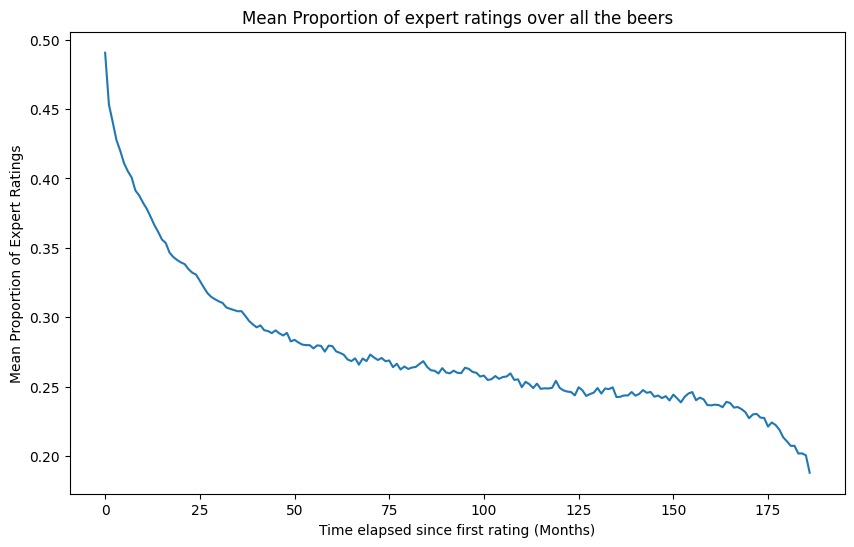 Mean Proportion of expert ratings over all the beers
0.50
0.45
0.40
0.35
0.30
0.25
0.20
Mean Proportion of Expert Ratings
0 25 50 75 100 125 150 175
Time elapsed since first rating (Months)